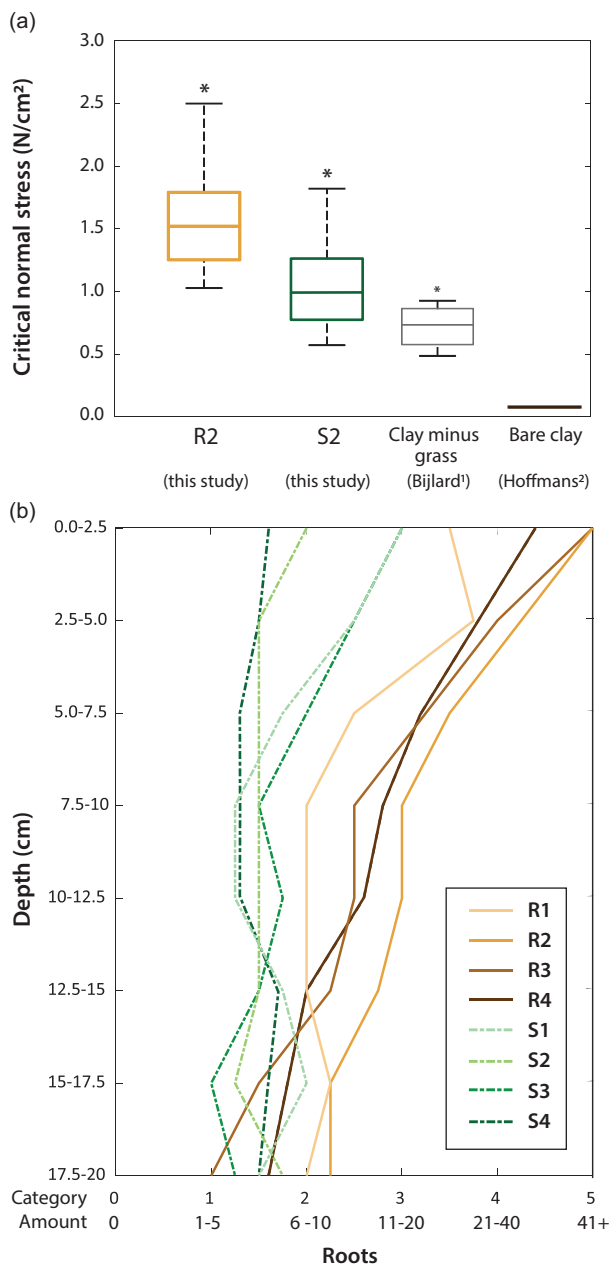 (a)
Critical normal stress (N/cm²)
3.0
2.5
2.0
1.5
1.0
0.5
0.0
*
*
*
R2
S2
Clay minus
grass
Bare clay
(this study)
(this study)
(Bijlard¹)
(Hoffmans²)
(b)
Depth (cm)
0.0-2.5
2.5-5.0
5.0-7.5
7.5-10
10-12.5
12.5-15
15-17.5
17.5-20
R1
R2
R3
R4
S1
S2
S3
S4
Category 0 1 2 3 4 5
Amount 0 1-5 6 -10 11-20 21-40 41+
Roots